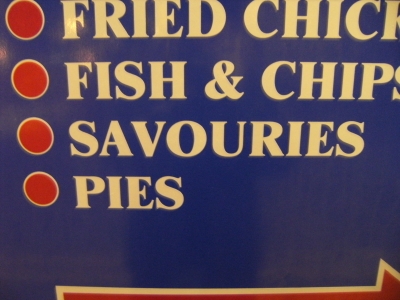 FRIED CHICK
FISH & CHIPS
SAVOURIES
PIES